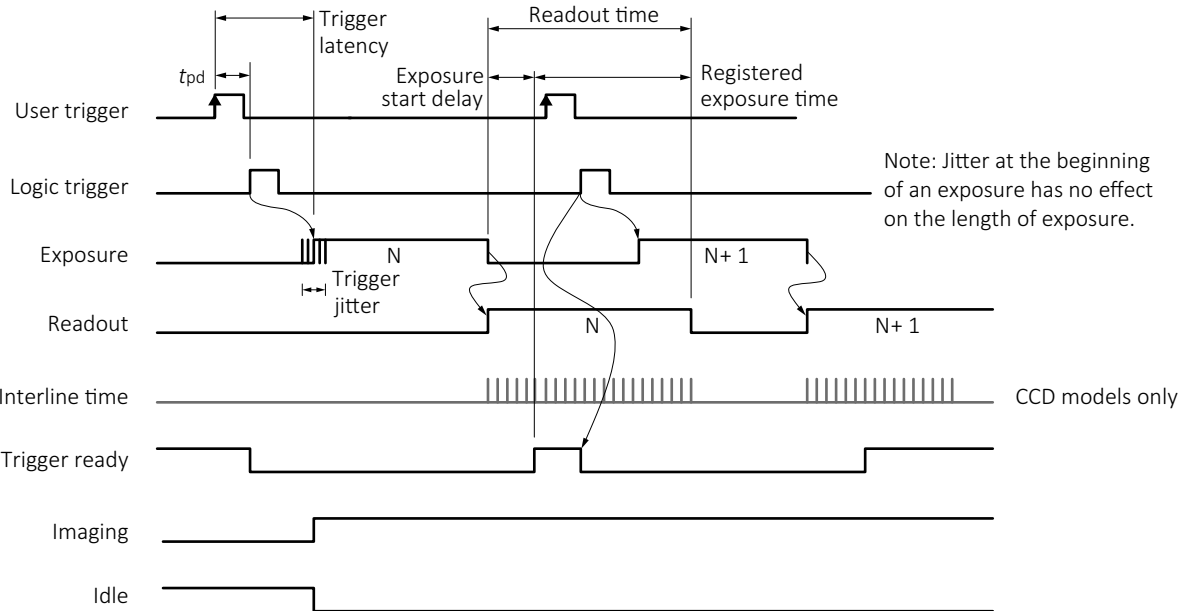 Trigger
latency
Readout time
tpd
Exposure
start delay
Registered
exposure time
User trigger
Logic trigger
Note: Jitter at the beginning
of an exposure has no effect
on the length of exposure.
Exposure
N
N+ 1
Trigger
jitter
Readout
N
N+ 1
Interline time
CCD models only
Trigger ready
Imaging
Idle